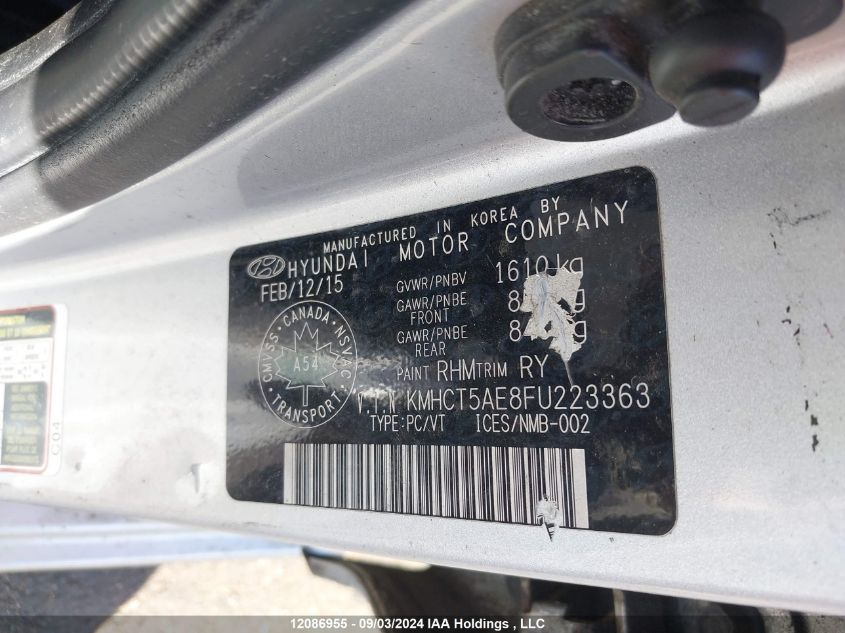 MANUFACTURED IN KOREA BY
HYUNDAI MOTOR COMPANY
FEB/12/15
GVWR/PNBV 1610 kg
GAWR/PNBE FRONT
GAWR/PNBE REAR
PAINT RHM TRIM RY
V.I.N KMHCT5AE8FU223363
TYPE:PC/VT ICES/NMB-002
CANADA
CMVSS
NSVAC
A54
TRANSPORT
C04
12086955 - 09/03/2024 IAA Holdings , LLC